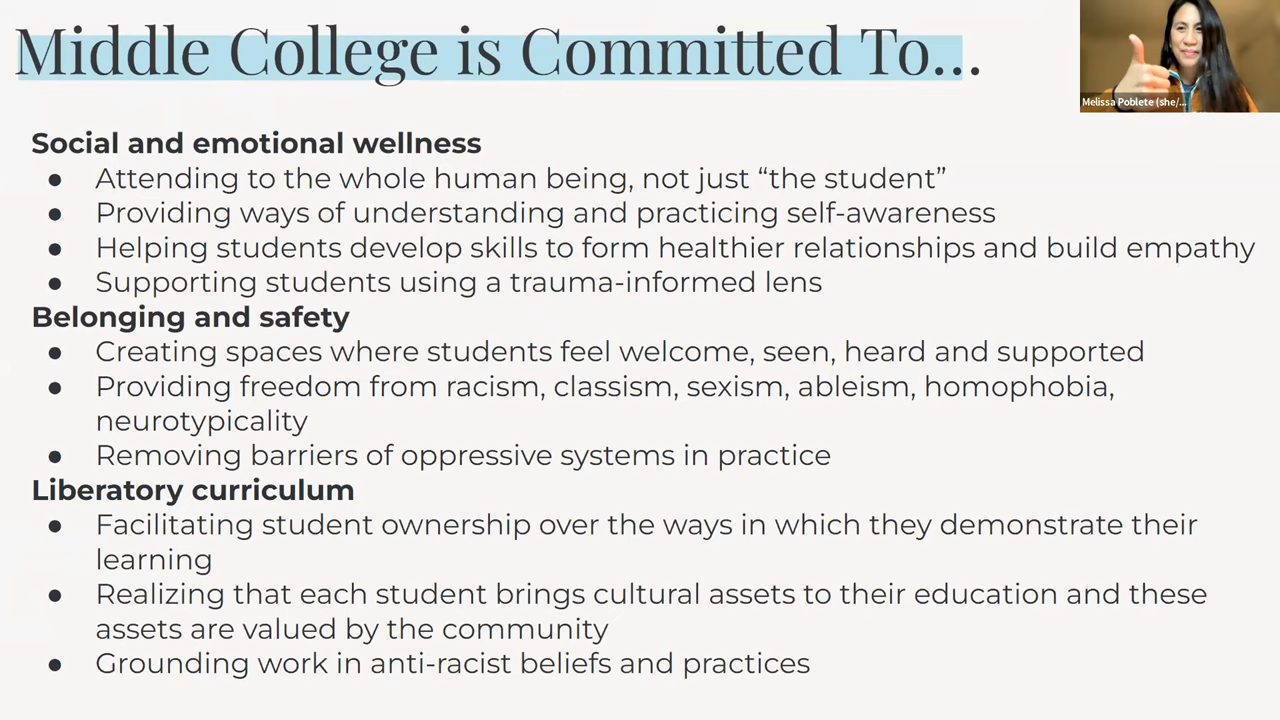 Middle College is Committed To...
Melissa Poblete (she/...
Social and emotional wellness
● Attending to the whole human being, not just “the student”
● Providing ways of understanding and practicing self-awareness
● Helping students develop skills to form healthier relationships and build empathy
● Supporting students using a trauma-informed lens
Belonging and safety
● Creating spaces where students feel welcome, seen, heard and supported
● Providing freedom from racism, classism, sexism, ableism, homophobia,
neurotypicality
● Removing barriers of oppressive systems in practice
Liberatory curriculum
● Facilitating student ownership over the ways in which they demonstrate their
learning
● Realizing that each student brings cultural assets to their education and these
assets are valued by the community
● Grounding work in anti-racist beliefs and practices